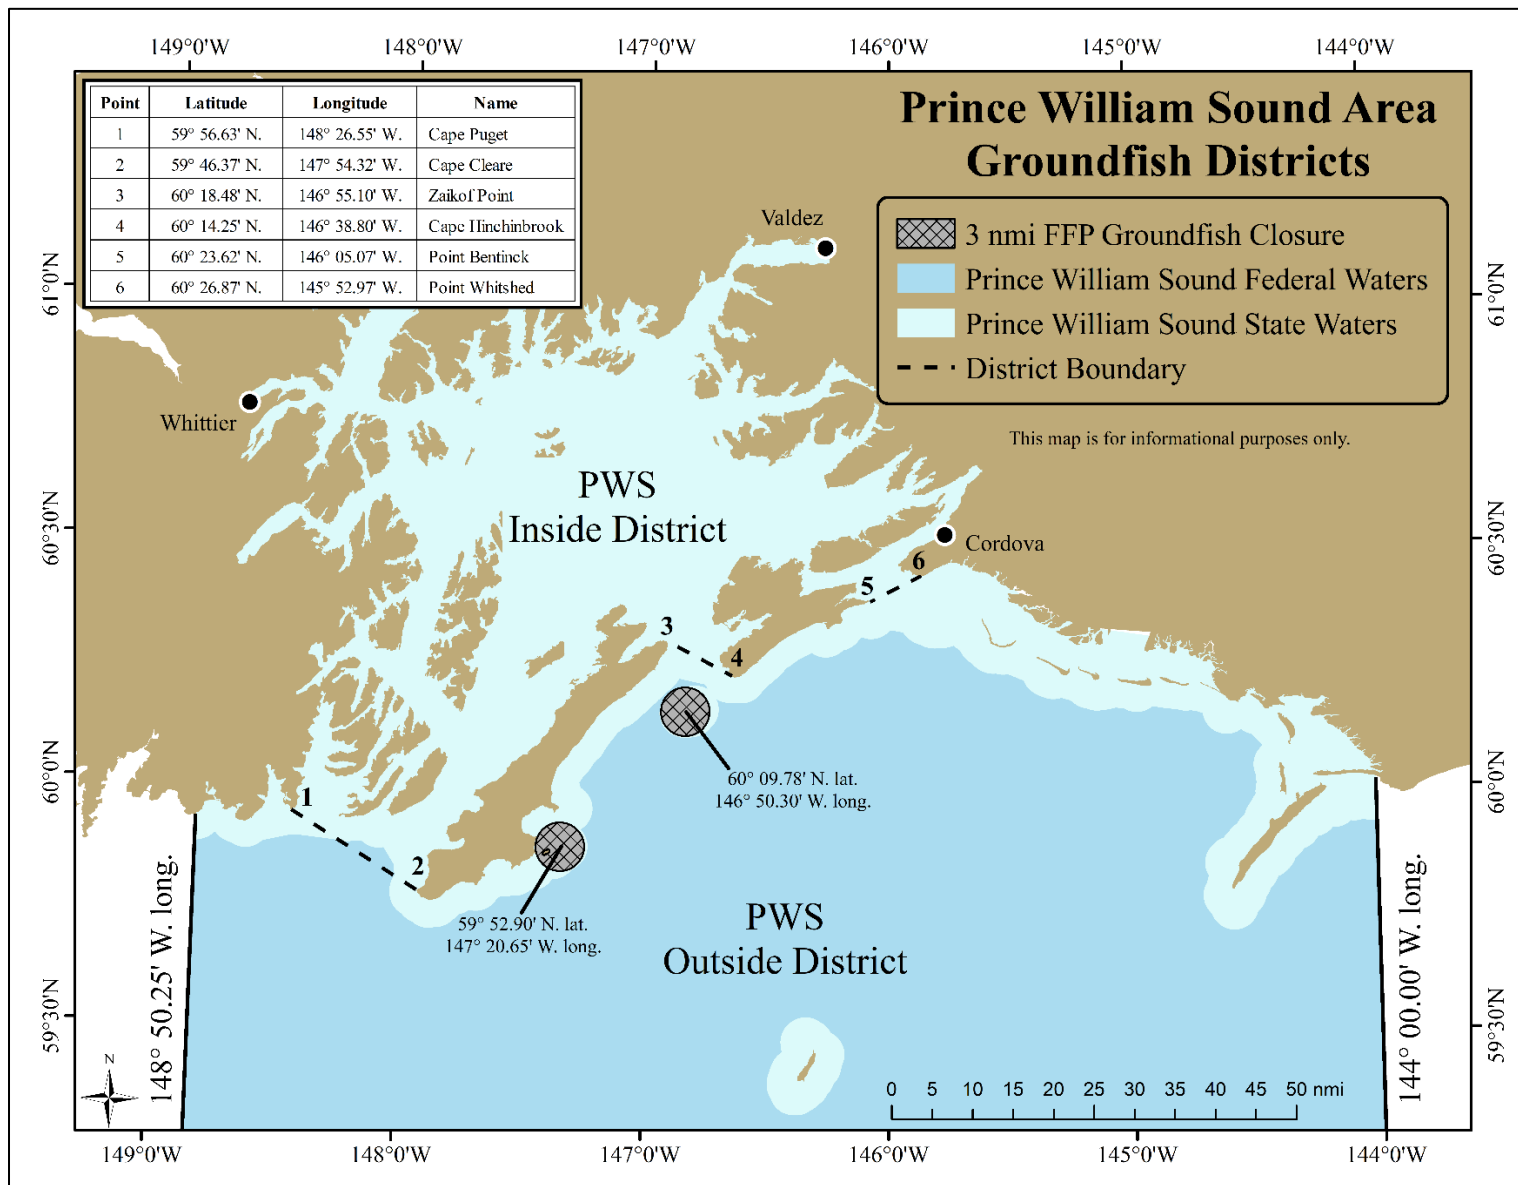 149°0'W 148°0'W 147°0'W 146°0'W 145°0'W 144°0'W
Prince William Sound Area
Groundfish Districts
Point Latitude Longitude Name
1 59° 56.63' N. 148° 26.55' W. Cape Puget
2 59° 46.37' N. 147° 54.32' W. Cape Cleare
3 60° 18.48' N. 146° 55.10' W. Zaikof Point
4 60° 14.25' N. 146° 38.80' W. Cape Hinchinbrook
5 60° 23.62' N. 146° 05.07' W. Point Bentinck
6 60° 26.87' N. 145° 52.97' W. Point Whitshed
3 nmi FFP Groundfish Closure
Prince William Sound Federal Waters
Prince William Sound State Waters
District Boundary
This map is for informational purposes only.
Valdez
Whittier
Cordova
PWS
Inside District
1
2
3
4
5
6
60° 09.78' N. lat.
146° 50.30' W. long.
59° 52.90' N. lat.
147° 20.65' W. long.
PWS
Outside District
148° 50.25' W. long.
144° 00.00' W. long.
61°0'N
60°30'N
60°0'N
59°30'N
61°0'N
60°30'N
60°0'N
59°30'N
N
0 5 10 15 20 25 30 35 40 45 50 nmi
149°0'W 148°0'W 147°0'W 146°0'W 145°0'W 144°0'W